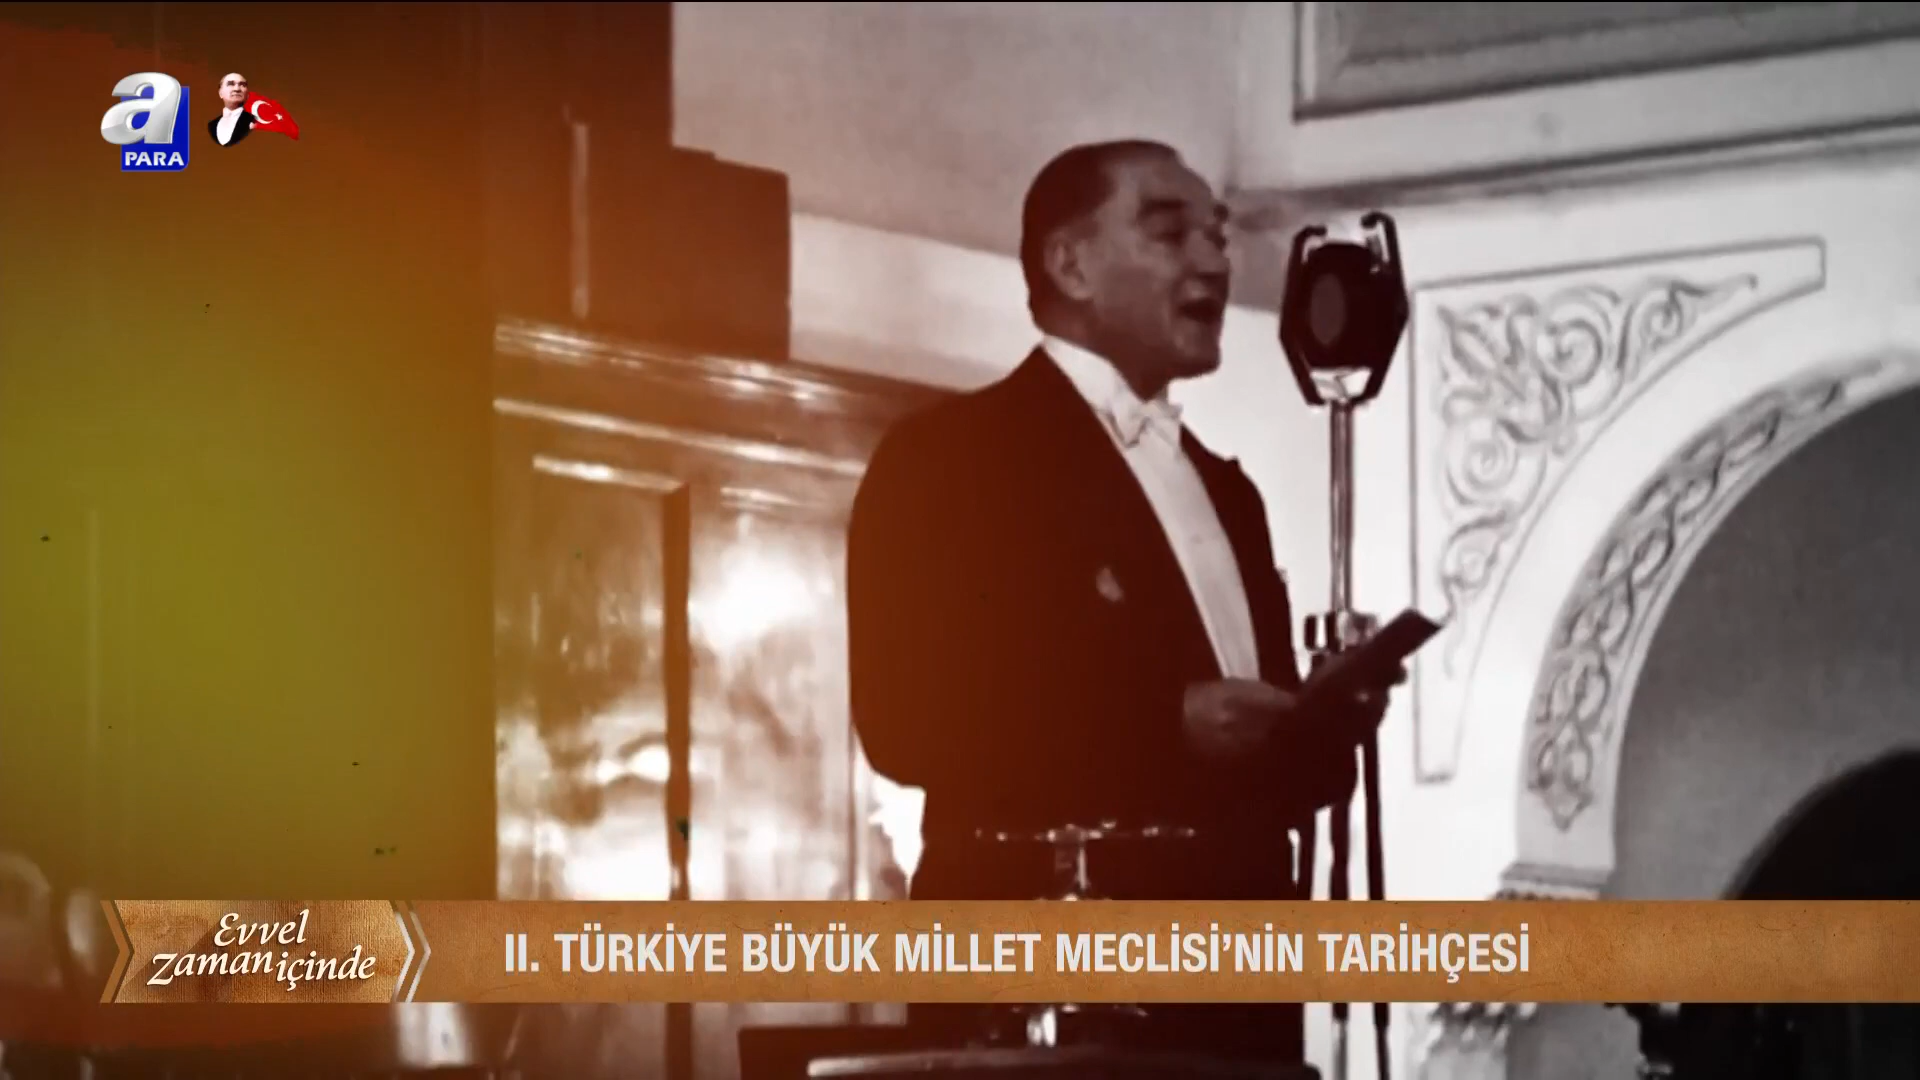 a
PARA
Evvel
Zaman içinde
II. TÜRKİYE BÜYÜK MİLLET MECLİSİ'NİN TARİHÇESİ